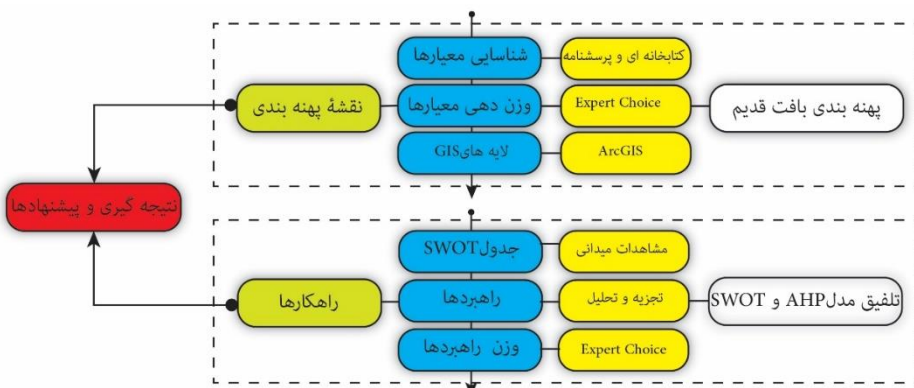 شناسایی معیارها
کتابخانه ای و پرسشنامه
پهنه بندی بافت قدیم
Expert Choice
وزن دهی معیارها
نقشۀ پهنه بندی
ArcGIS
لایه هایGIS
نتیجه گیری و پیشنهادها
مشاهدات میدانی
جدولSWOT
تلفیق مدلAHP و SWOT
تجزیه و تحلیل
راهبردها
راهکارها
Expert Choice
وزن راهبردها